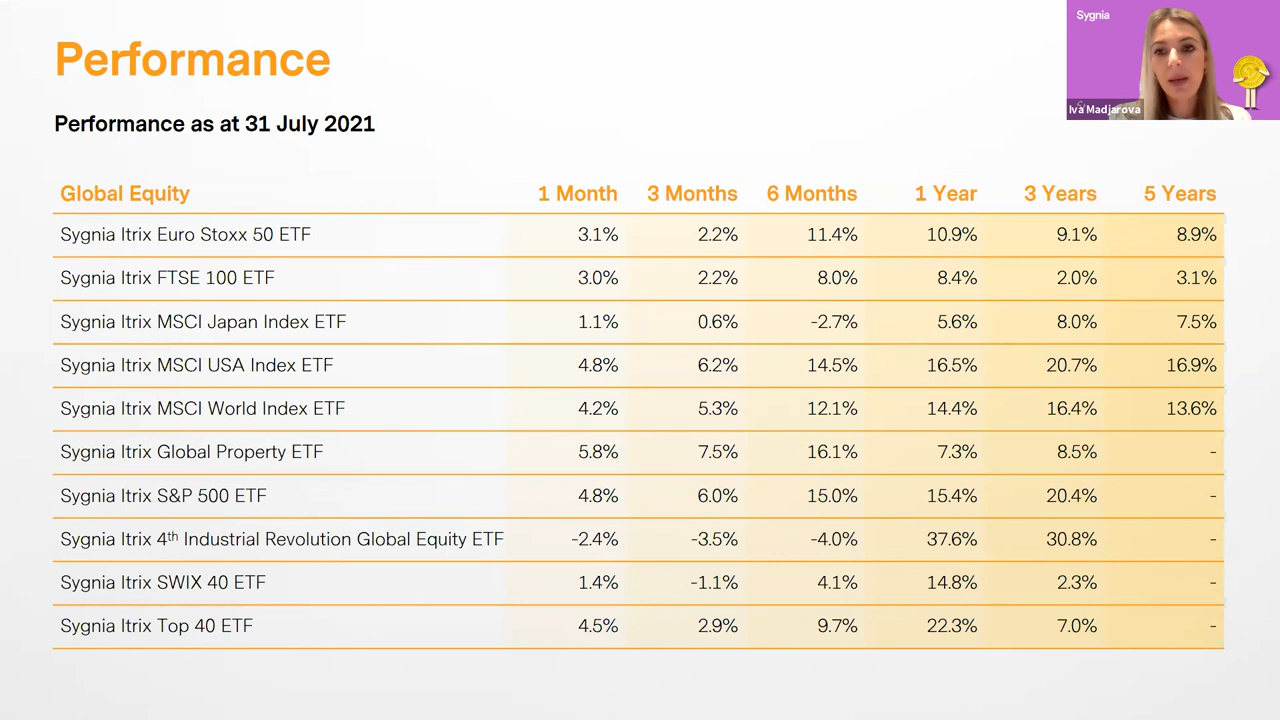 Performance
Sygnia
Iva Madjarova
Performance as at 31 July 2021
Global Equity 1 Month 3 Months 6 Months 1 Year 3 Years 5 Years
Sygnia Itrix Euro Stoxx 50 ETF 3.1% 2.2% 11.4% 10.9% 9.1% 8.9%
Sygnia Itrix FTSE 100 ETF 3.0% 2.2% 8.0% 8.4% 2.0% 3.1%
Sygnia Itrix MSCI Japan Index ETF 1.1% 0.6% -2.7% 5.6% 8.0% 7.5%
Sygnia Itrix MSCI USA Index ETF 4.8% 6.2% 14.5% 16.5% 20.7% 16.9%
Sygnia Itrix MSCI World Index ETF 4.2% 5.3% 12.1% 14.4% 16.4% 13.6%
Sygnia Itrix Global Property ETF 5.8% 7.5% 16.1% 7.3% 8.5% -
Sygnia Itrix S&P 500 ETF 4.8% 6.0% 15.0% 15.4% 20.4% -
Sygnia Itrix 4th Industrial Revolution Global Equity ETF -2.4% -3.5% -4.0% 37.6% 30.8% -
Sygnia Itrix SWIX 40 ETF 1.4% -1.1% 4.1% 14.8% 2.3% -
Sygnia Itrix Top 40 ETF 4.5% 2.9% 9.7% 22.3% 7.0% -